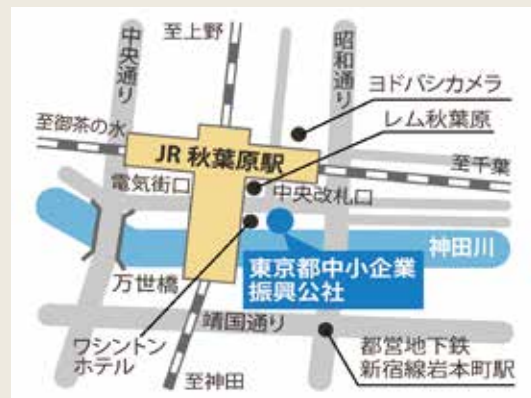 至上野
中央通り
昭和通り
ヨドバシカメラ
レム秋葉原
至御茶の水
JR 秋葉原駅
至千葉
電気街口
中央改札口
神田川
東京都中小企業
振興公社
万世橋
靖国通り
ワシントン
ホテル
都営地下鉄
新宿線岩本町駅
至神田